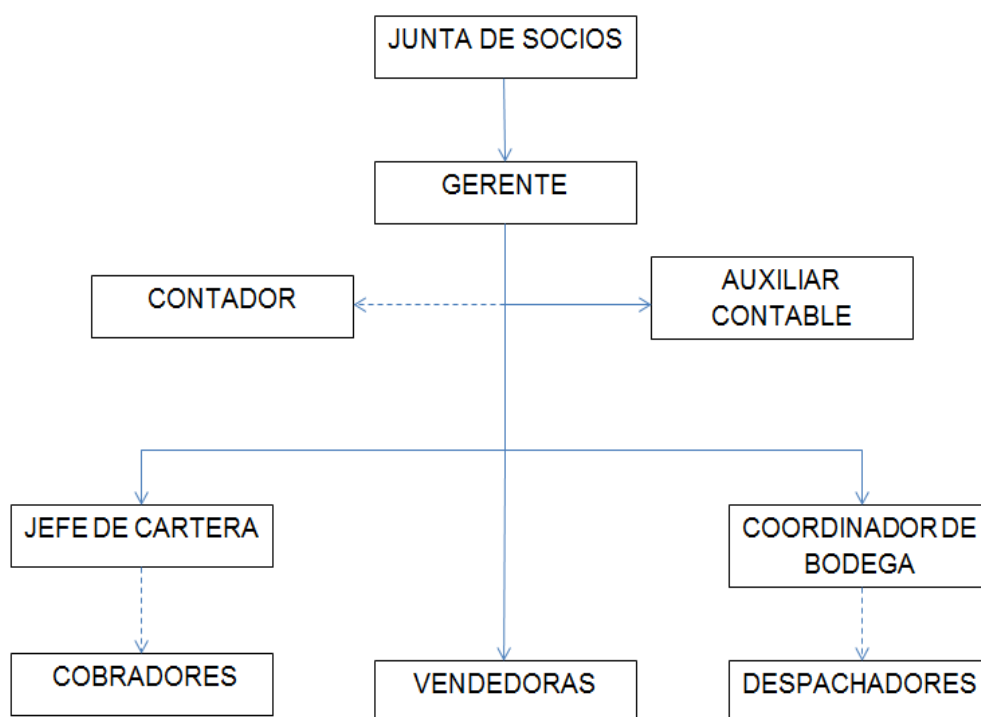 JUNTA DE SOCIOS
GERENTE
CONTADOR
AUXILIAR
CONTABLE
JEFE DE CARTERA
COORDINADOR DE
BODEGA
COBRADORES
VENDEDORAS
DESPACHADORES